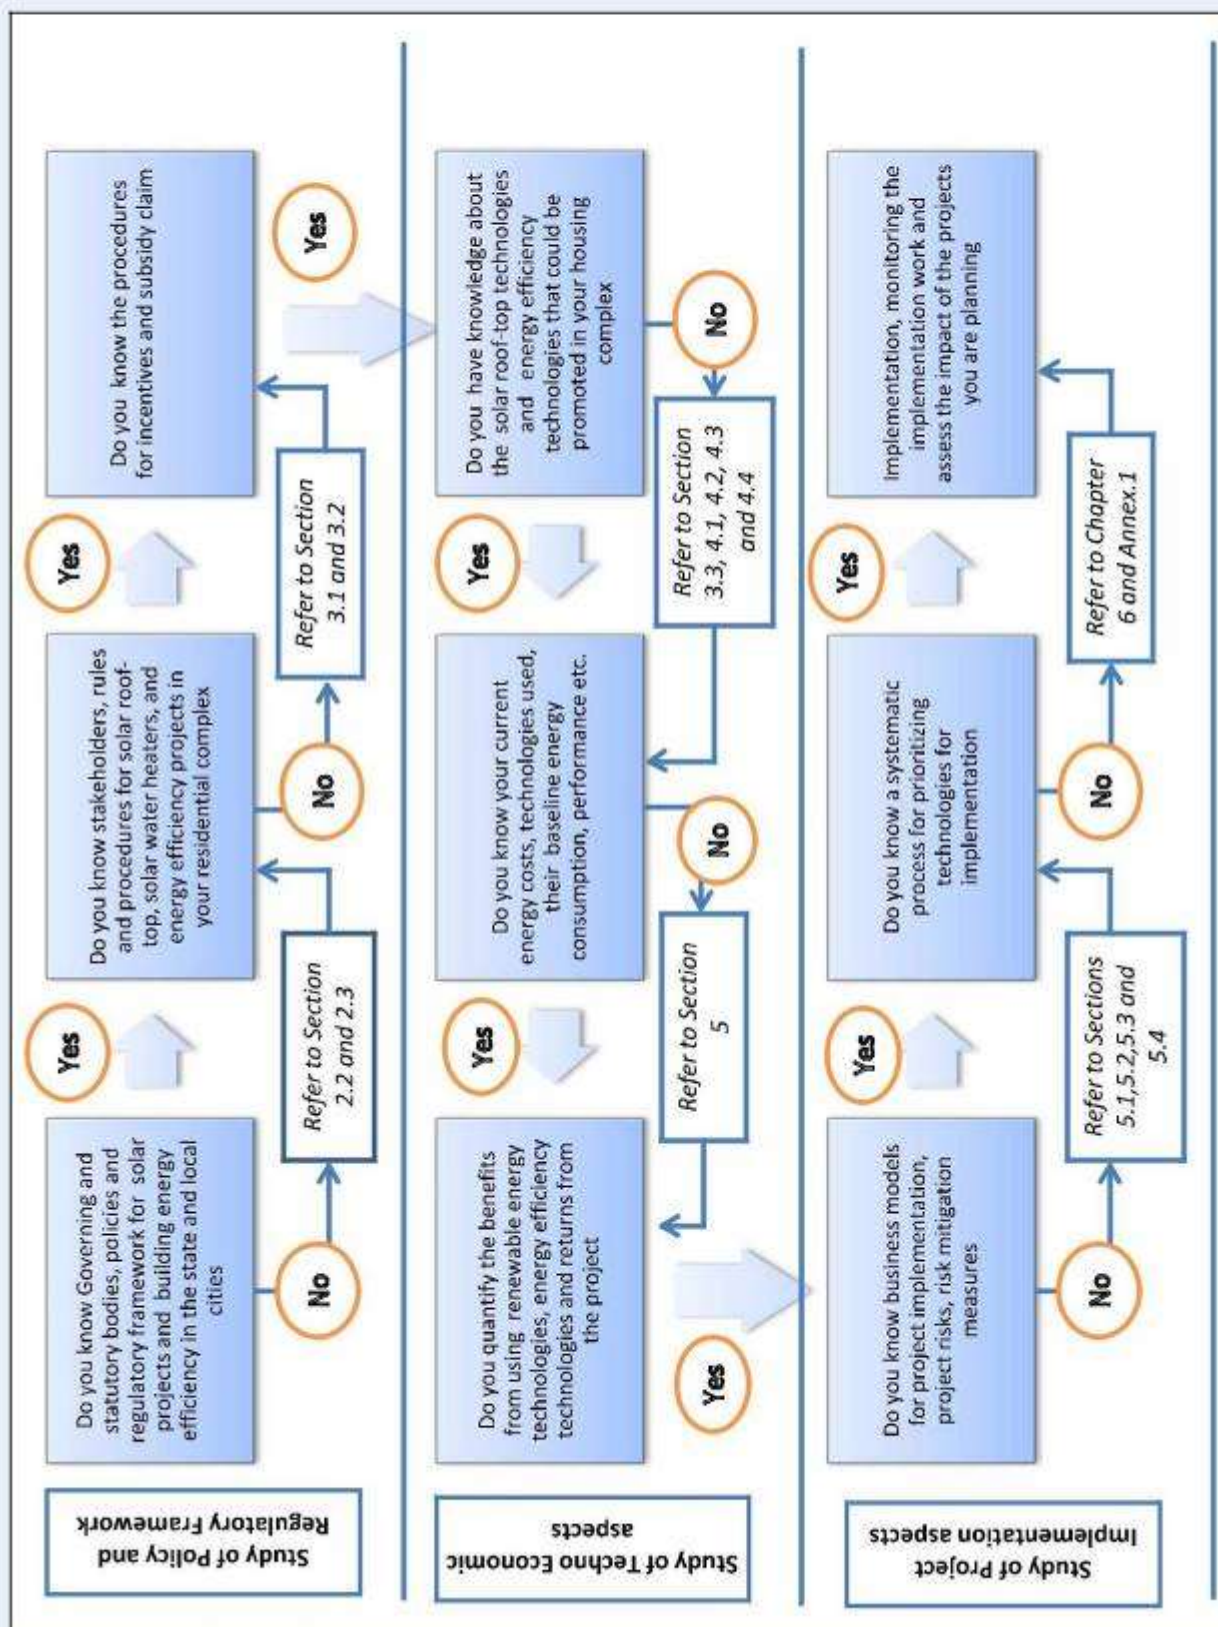 Study of Policy and
Regulatory Framework
Do you know Governing and
statutory bodies, policies and
regulatory framework for solar
projects and building energy
efficiency in the state and local
cities
Yes
No
Refer to Section
2.2 and 2.3
Do you know stakeholders, rules
and procedures for solar roof-
top, solar water heaters, and
energy efficiency projects in
your residential complex
Yes
No
Refer to Section
3.1 and 3.2
Do you know the procedures
for incentives and subsidy claim
Yes
Study of Techno Economic
aspects
Do you have knowledge about
the solar roof-top technologies
and energy efficiency
technologies that could be
promoted in your housing
complex
Yes
No
Refer to Section
3.3, 4.1, 4.2, 4.3
and 4.4
Do you know your current
energy costs, technologies used,
their baseline energy
consumption, performance etc.
Yes
No
Refer to Section
5
Do you quantify the benefits
from using renewable energy
technologies, energy efficiency
technologies and returns from
the project
Yes
Study of Project
Implementation aspects
Do you know business models
for project implementation,
project risks, risk mitigation
measures
Yes
No
Refer to Sections
5.1,5.2,5.3 and
5.4
Do you know a systematic
process for prioritizing
technologies for
implementation
Yes
No
Refer to Chapter
6 and Annex.1
Implementation, monitoring the
implementation work and
assess the impact of the projects
you are planning